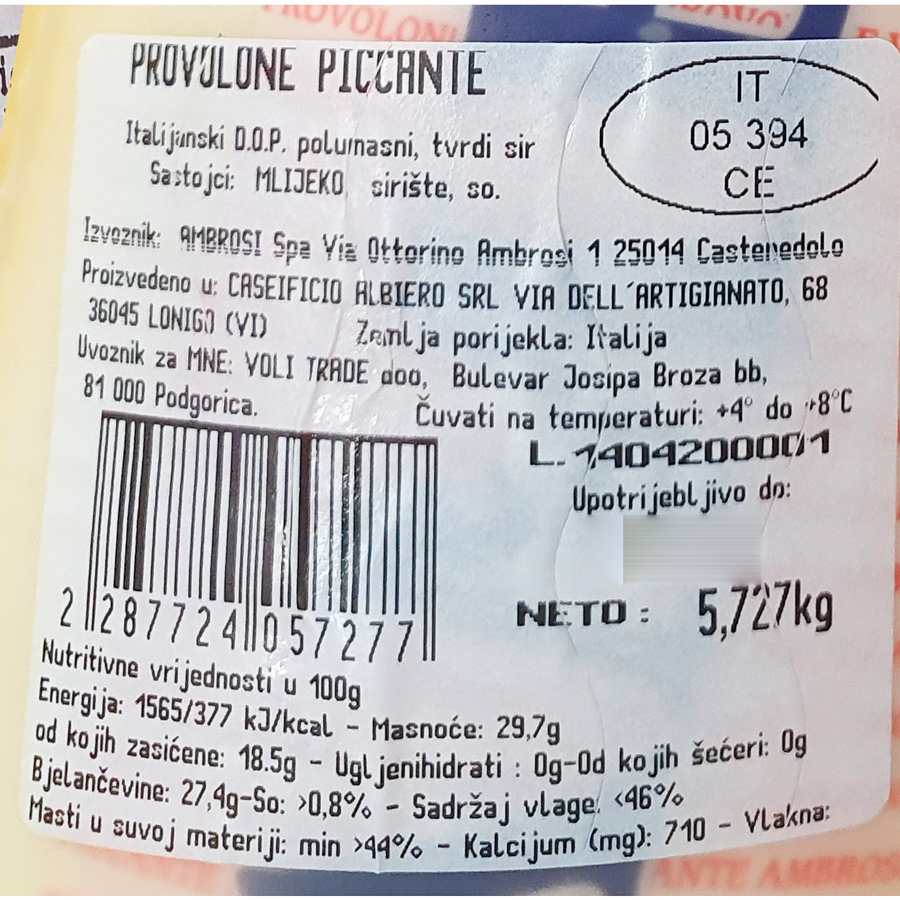 PROVOLONE PICCANTE
IT
05 394
CE
Italijanski D.O.P. polumasni, tvrdi sir
Sastojci: MLIJEKO, sirište, so.
Izvoznik: AMBROSI Spa Via Ottorino Ambrosi 1 25014 Castenedolo
Proizvedeno u: CASEIFICIO ALBIERO SRL VIA DELL´ARTIGIANATO, 68
36045 LONIGO (VI) Zemlja porijekla: Italija
Uvoznik za MNE: VOLI TRADE doo, Bulevar Josipa Broza bb,
81 000 Podgorica. Čuvati na temperaturi: +4° do +8°C
L. 1404200001
Upotrijebljivo do:
NETO : 5,727kg
2 287724 057277
Nutritivne vrijednosti u 100g
Energija: 1565/377 kJ/kcal - Masnoće: 29,7g
od kojih zasićene: 18.5g - Ugljenihidrati : 0g-Od kojih šećeri: 0g
Bjelančevine: 27,4g-So: >0,8% - Sadržaj vlage: <46%
Masti u suvoj materiji: min >44% - Kalcijum (mg): 710 - Vlakna:
ANTE AMBROS